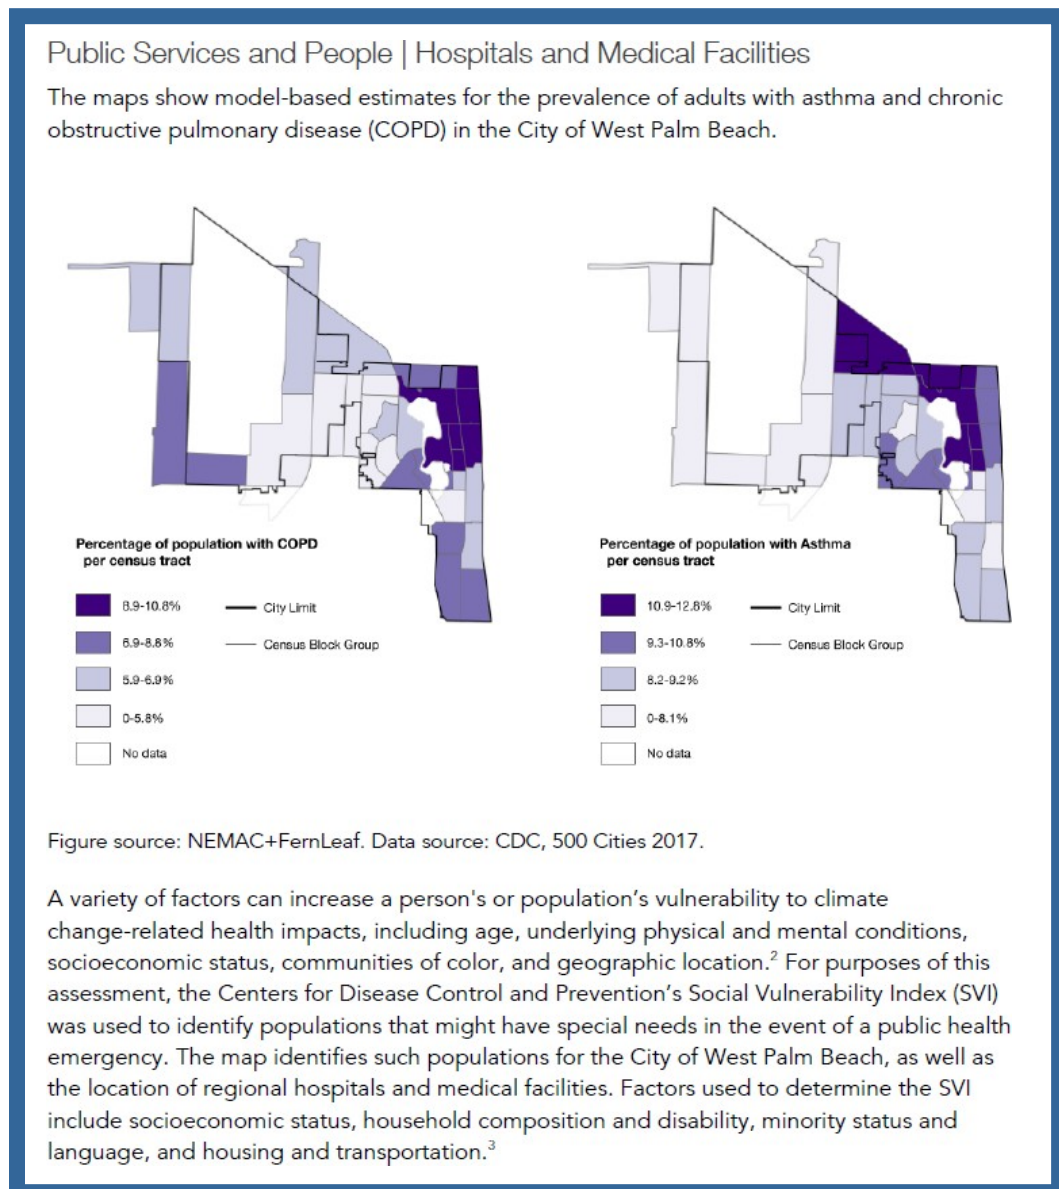 Public Services and People | Hospitals and Medical Facilities
The maps show model-based estimates for the prevalence of adults with asthma and chronic
obstructive pulmonary disease (COPD) in the City of West Palm Beach.
Percentage of population with COPD
per census tract
8.9-10.8%
City Limit
6.9-8.8%
Census Block Group
5.9-6.9%
0-5.8%
No data
Percentage of population with Asthma
per census tract
10.9-12.8%
City Limit
9.3-10.8%
Census Block Group
8.2-9.2%
0-8.1%
No data
Figure source: NEMAC+FernLeaf. Data source: CDC, 500 Cities 2017.
A variety of factors can increase a person's or population’s vulnerability to climate
change-related health impacts, including age, underlying physical and mental conditions,
socioeconomic status, communities of color, and geographic location.² For purposes of this
assessment, the Centers for Disease Control and Prevention’s Social Vulnerability Index (SVI)
was used to identify populations that might have special needs in the event of a public health
emergency. The map identifies such populations for the City of West Palm Beach, as well as
the location of regional hospitals and medical facilities. Factors used to determine the SVI
include socioeconomic status, household composition and disability, minority status and
language, and housing and transportation.³